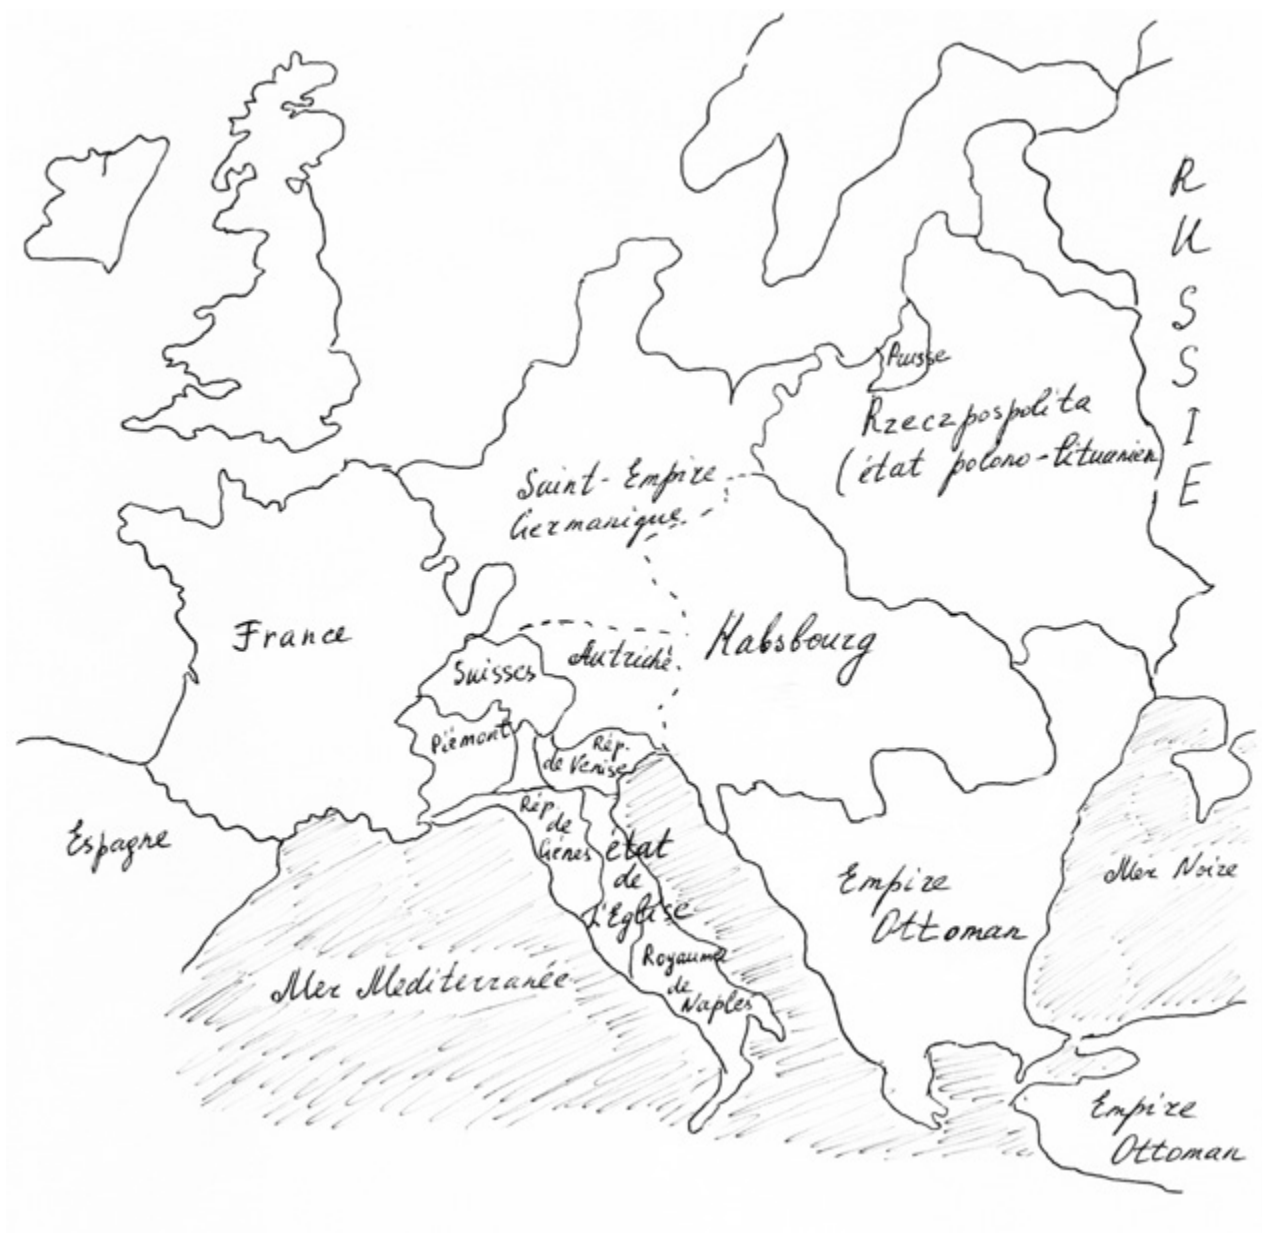 RUSSIE
Prusse
Rzeczpospolita
(état polono-lituanien
Saint-Empire
Germanique
France
Habsbourg
Autriche
Suisses
Piémont
Rép.
de Venise
Espagne
Rép.
de
Gênes
état
de
l'Eglise
Empire
Ottoman
Mer Noire
Royaume
de
Naples
Mer Mediterranée
Empire
Ottoman